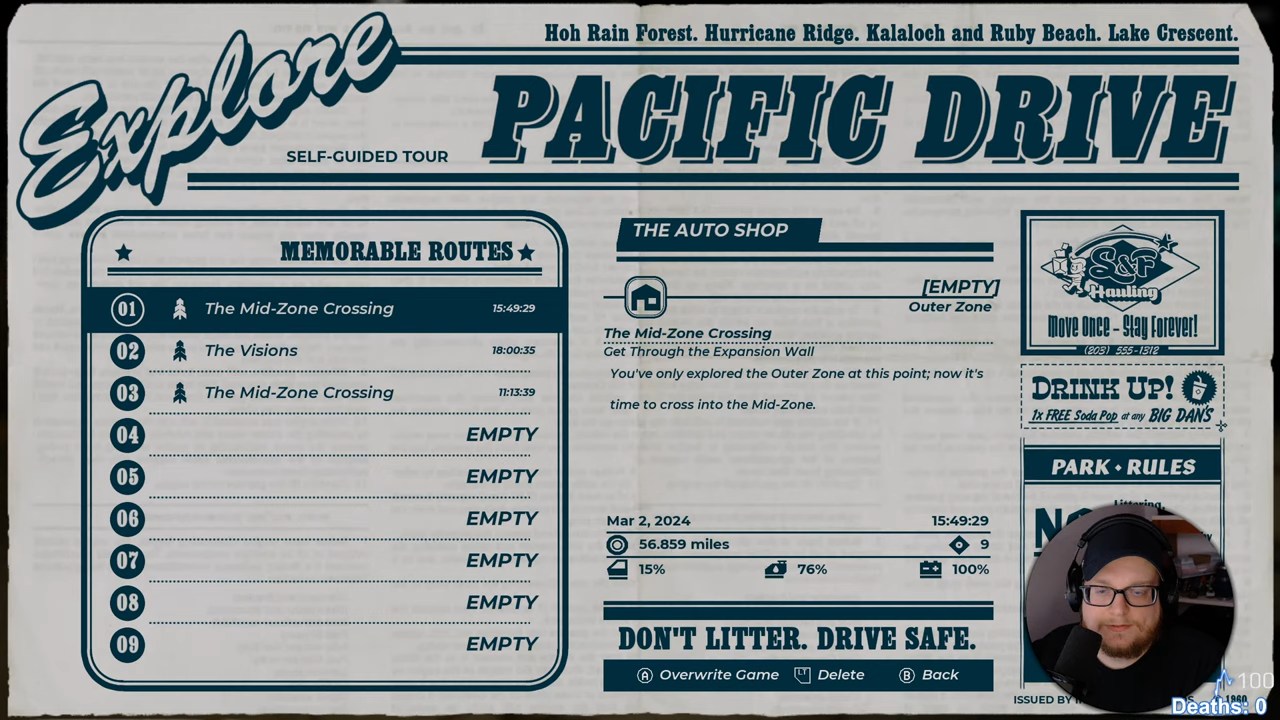 Explore
Hoh Rain Forest. Hurricane Ridge. Kalaloch and Ruby Beach. Lake Crescent.
PACIFIC DRIVE
SELF-GUIDED TOUR
MEMORABLE ROUTES
01 The Mid-Zone Crossing 15:49:29
02 The Visions 18:00:35
03 The Mid-Zone Crossing 11:13:39
04 EMPTY
05 EMPTY
06 EMPTY
07 EMPTY
08 EMPTY
09 EMPTY
THE AUTO SHOP
[EMPTY]
Outer Zone
The Mid-Zone Crossing
Get Through the Expansion Wall
You've only explored the Outer Zone at this point; now it's
time to cross into the Mid-Zone.
Mar 2, 2024 15:49:29
56.859 miles 9
15% 76% 100%
DON'T LITTER. DRIVE SAFE.
A Overwrite Game LT Delete B Back
S&F
Hauling
Move Once - Stay Forever!
(203) 555-1312
DRINK UP!
1x FREE Soda Pop at any BIG DAN'S
PARK • RULES
Littering,
ISSUED
1960
100
Deaths: 0